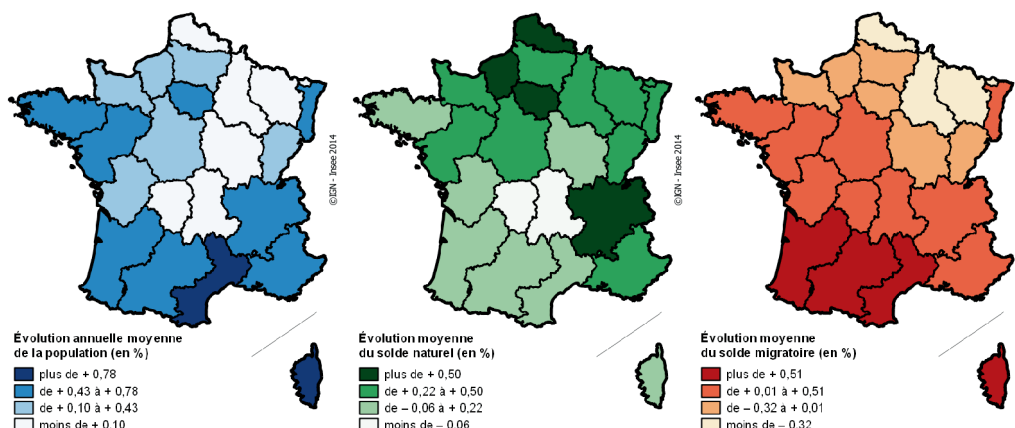 ©IGN - Insee 2014
©IGN - Insee 2014
Évolution annuelle moyenne
de la population (en %)
plus de + 0,78
de + 0,43 à + 0,78
de + 0,10 à + 0,43
moins de + 0,10
Évolution moyenne
du solde naturel (en %)
plus de + 0,50
de + 0,22 à + 0,50
de – 0,06 à + 0,22
moins de – 0,06
Évolution moyenne
du solde migratoire (en %)
plus de + 0,51
de + 0,01 à + 0,51
de – 0,32 à + 0,01
moins de – 0,32